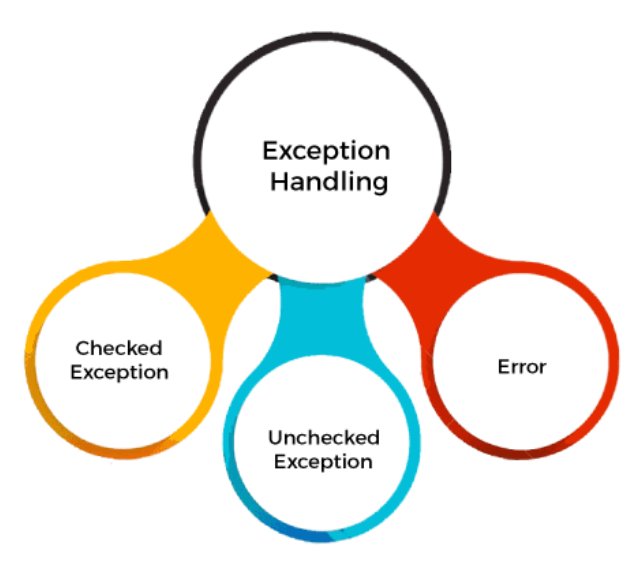 Exception
Handling
Checked
Exception
Unchecked
Exception
Error